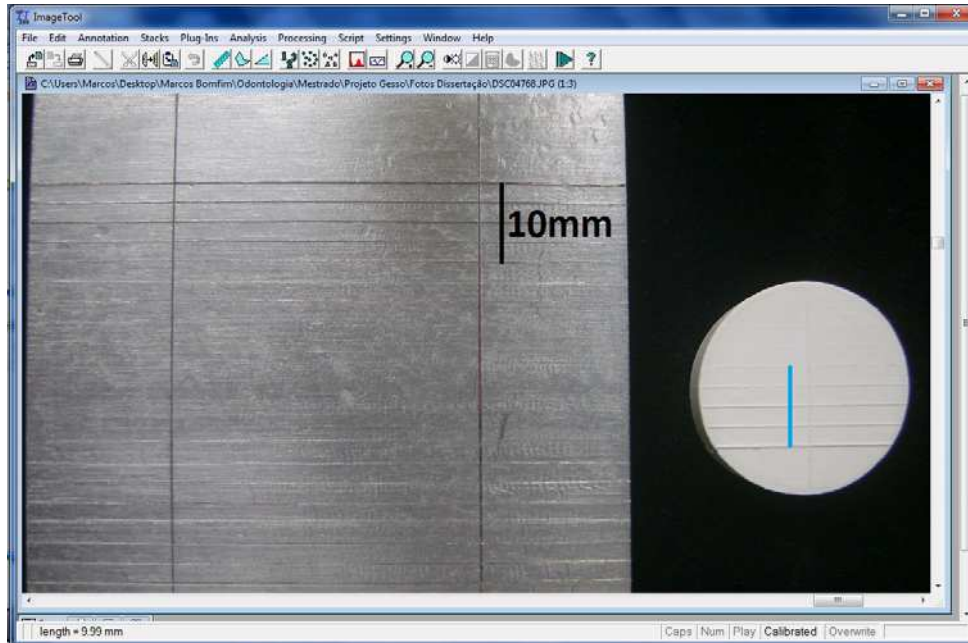 ImageTool
File Edit Annotation Stacks Plug-Ins Analysis Processing Script Settings Window Help
C:\Users\Marcos\Desktop\Marcos Bomfim\Odontologia\Mestrado\Projeto Gesso\Fotos Dissertação\DSC04768.JPG (1:3)
10mm
length = 9.99 mm
Caps Num Play Calibrated Overwrite